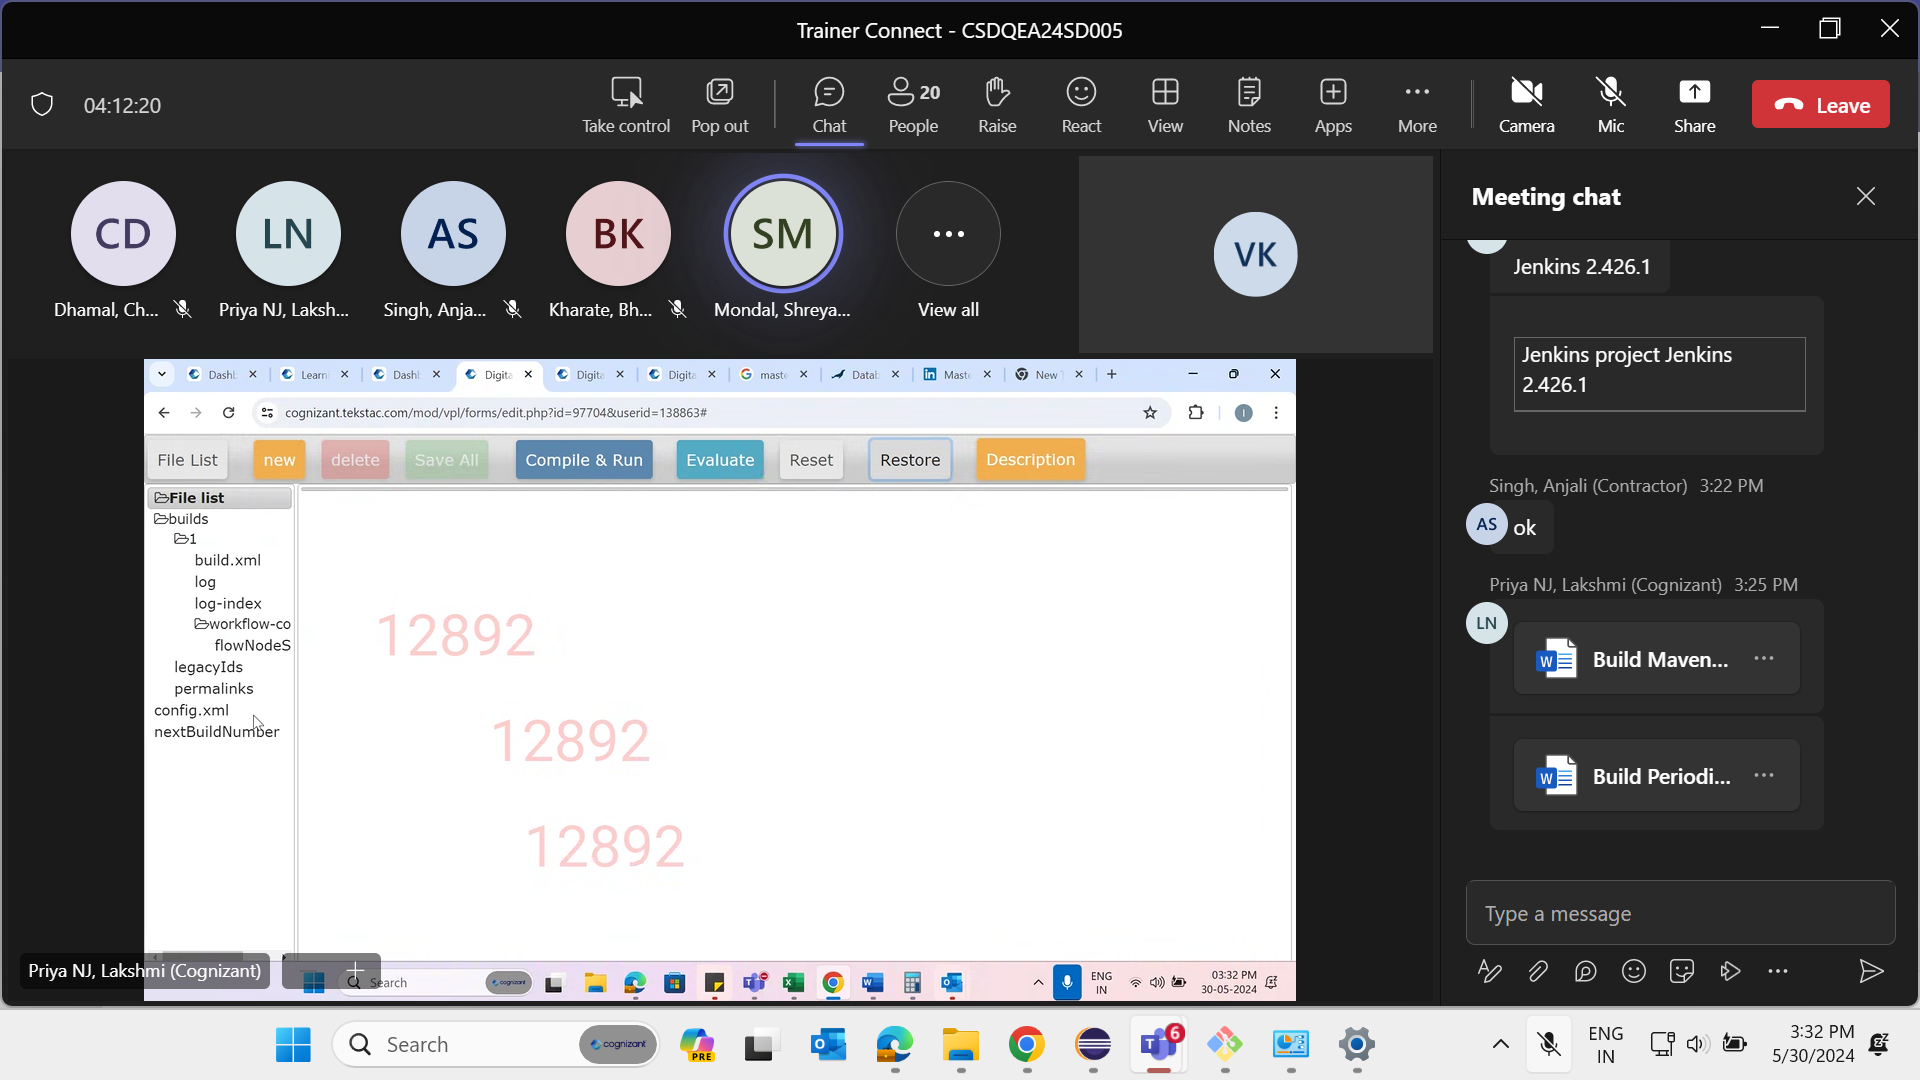 Trainer Connect - CSDQEA24SD005
04:12:20
Take control
Pop out
Chat
20
People
Raise
React
View
Notes
Apps
More
Camera
Mic
Share
Leave
CD
LN
AS
BK
SM
VK
Dhamal, Ch...
Priya NJ, Laksh...
Singh, Anja...
Kharate, Bh...
Mondal, Shreya...
View all
Meeting chat
Jenkins 2.426.1
Jenkins project Jenkins
2.426.1
Singh, Anjali (Contractor) 3:22 PM
AS
ok
Priya NJ, Lakshmi (Cognizant) 3:25 PM
LN
Build Maven...
Build Periodi...
Type a message
Dash
Learn
Dash
Digita
Digita
Digita
maste
Datab
Maste
New T
cognizant.tekstac.com/mod/vpl/forms/edit.php?id=97704&userid=138863#
File List
new
delete
Save All
Compile & Run
Evaluate
Reset
Restore
Description
File list
builds
1
build.xml
log
log-index
workflow-co
flowNodeS
legacyIds
permalinks
config.xml
nextBuildNumber
12892
12892
12892
Priya NJ, Lakshmi (Cognizant)
Search
cognizant
ENG
IN
03:32 PM
30-05-2024
Search
cognizant
PRE
6
ENG
IN
3:32 PM
5/30/2024